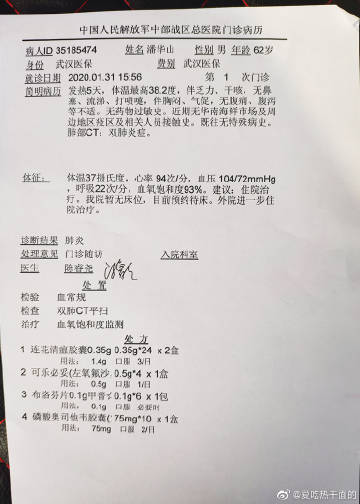 中国人民解放军中部战区总医院门诊病历
病人ID 35185474 姓名 潘华山 性别 男 年龄 62岁
身份 武汉医保 费别 武汉医保
就诊日期 2020.01.31 15:56 第 1 次门诊
简明病历 发热5天，体温最高38.2度，伴乏力、干咳，无鼻
塞、流涕、打喷嚏，伴胸闷、气促，无腹痛、腹泻
等不适。无药物过敏史。近期无华南海鲜市场及周
边地区疫区及相关人员接触史。既往无特殊病史。
肺部CT：双肺炎症。
体征： 体温37摄氏度，心率 94次/分，血压 104/72mmHg
，呼吸22次/分，血氧饱和度93%。建议：住院治
疗，我院暂无床位，目前预约待床。外院进一步住
院治疗。
诊断结果 肺炎
处理意见 门诊随访 入院科室
医生
处 置
检验 血常规
检查 双肺CT平扫
治疗 血氧饱和度监测
处 方
1 连花清瘟胶囊0.35g 0.35g*24 x 2盒
用法： 1.4g 口服 3/日
2 可乐必妥(左氧氟沙. 0.5g*4 x 1盒
用法： 0.5g 口服 1/日
3 布洛芬片0.1g 0.1g*6 x 1包
用法： 0.1g 口服 必要时
4 磷酸奥司他韦胶囊(75mg*10 x 1盒
用法： 75mg 口服 2/日
@爱吃热干面的